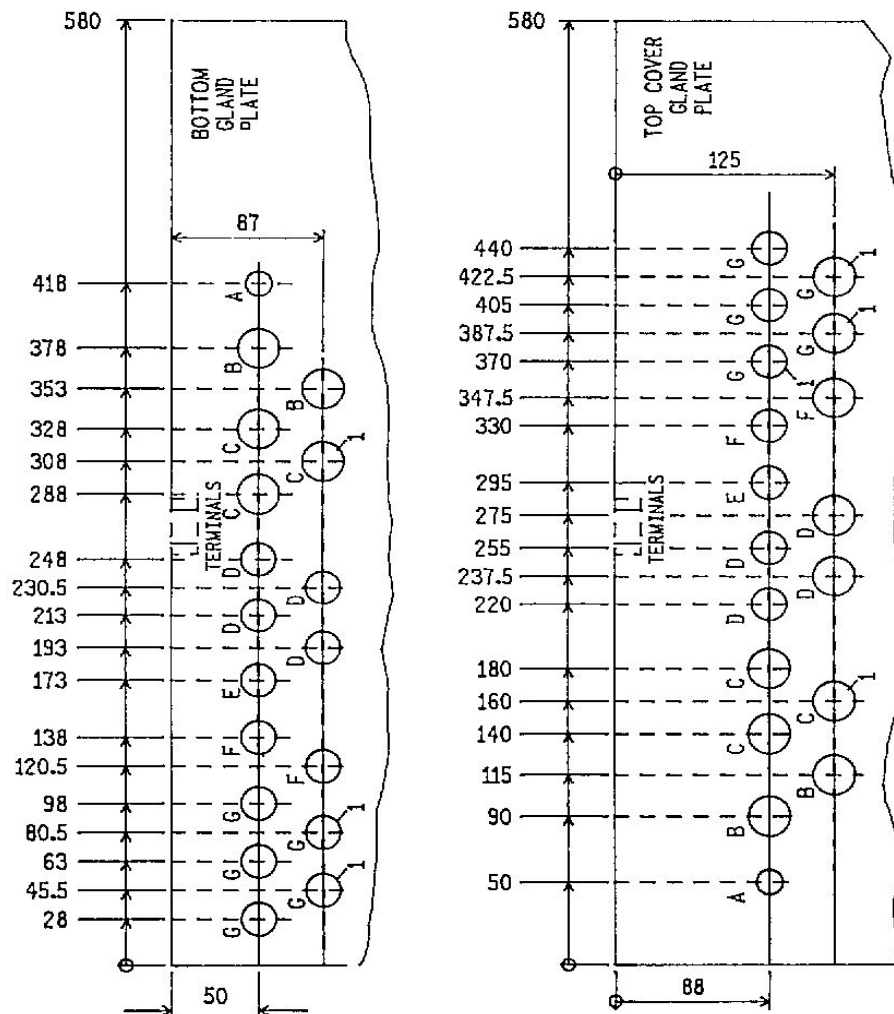 580
BOTTOM
GLAND
PLATE
87
418
A
378
B
353
B
328
C
308
C
1
288
C
TERMINALS
248
D
230.5
D
213
D
193
D
173
E
138
F
120.5
F
98
G
80.5
G
1
63
G
45.5
G
1
28
G
50
580
TOP COVER
GLAND
PLATE
125
440
G
422.5
G
1
405
G
387.5
G
1
370
G
1
347.5
F
330
F
295
E
275
D
TERMINALS
255
D
237.5
D
220
D
180
C
160
C
1
140
C
115
B
90
B
50
A
88